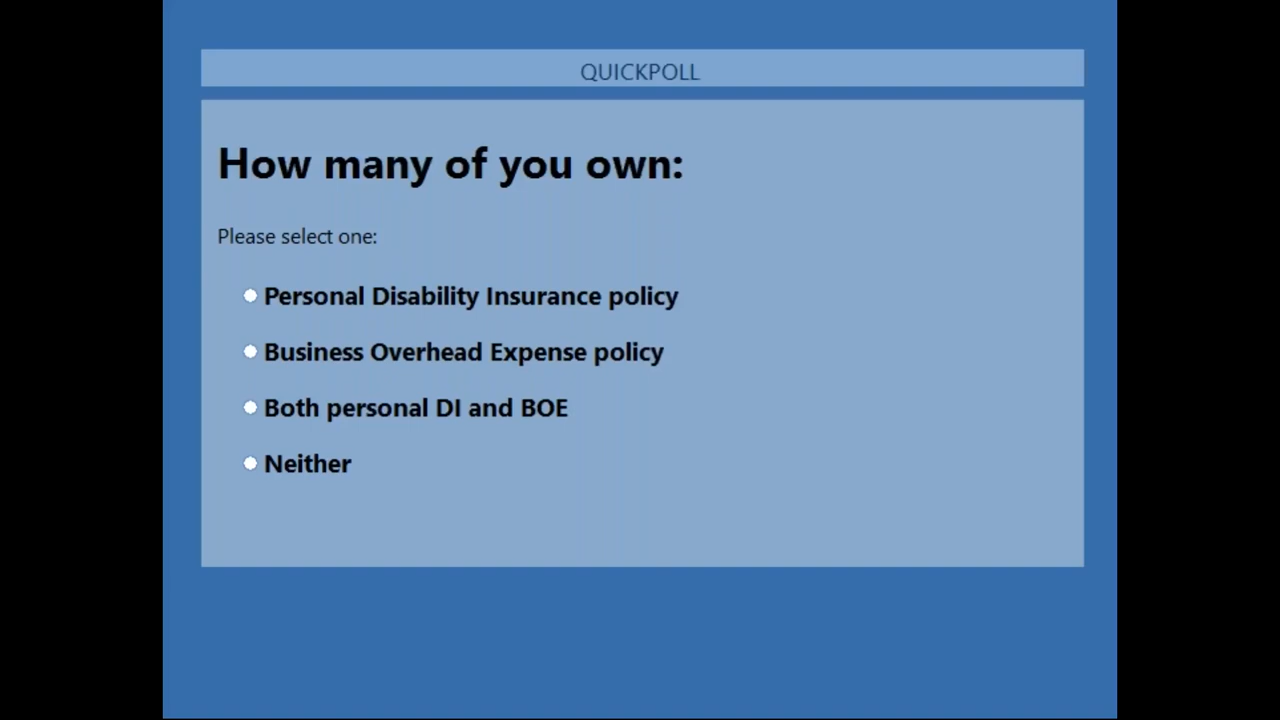 QUICKPOLL
How many of you own:
Please select one:
Personal Disability Insurance policy
Business Overhead Expense policy
Both personal DI and BOE
Neither